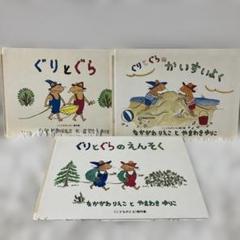 ぐりとぐら
ぐりとぐらの
かいすいよく
なかがわりえこ と やまわきゆりこ
ぐりとぐらのえんそく
なかがわりえこ と やまわきゆりこ